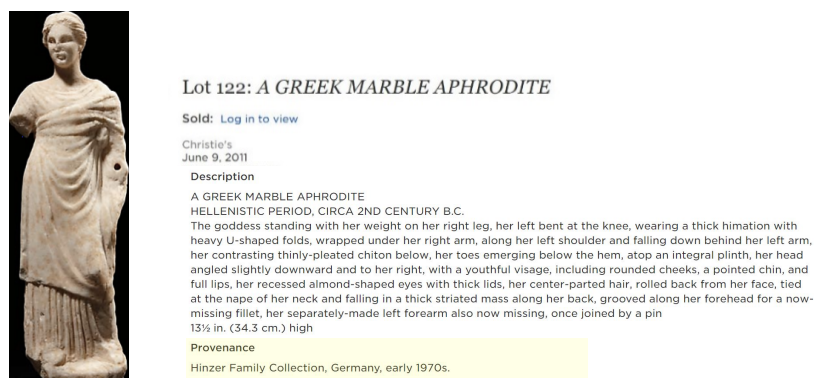 Lot 122: A GREEK MARBLE APHRODITE
Sold: Log in to view
Christie's
June 9, 2011
Description
A GREEK MARBLE APHRODITE
HELLENISTIC PERIOD, CIRCA 2ND CENTURY B.C.
The goddess standing with her weight on her right leg, her left bent at the knee, wearing a thick himation with
heavy U-shaped folds, wrapped under her right arm, along her left shoulder and falling down behind her left arm,
her contrasting thinly-pleated chiton below, her toes emerging below the hem, atop an integral plinth, her head
angled slightly downward and to her right, with a youthful visage, including rounded cheeks, a pointed chin, and
full lips, her recessed almond-shaped eyes with thick lids, her center-parted hair, rolled back from her face, tied
at the nape of her neck and falling in a thick striated mass along her back, grooved along her forehead for a now-
missing fillet, her separately-made left forearm also now missing, once joined by a pin
13½ in. (34.3 cm.) high
Provenance
Hinzer Family Collection, Germany, early 1970s.